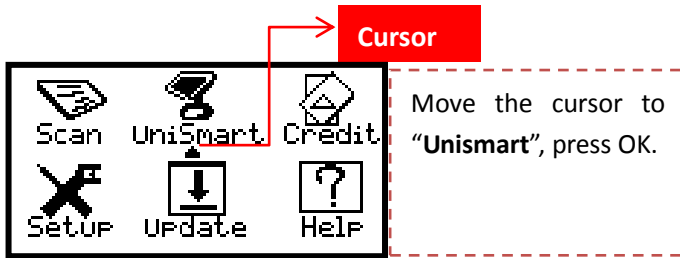 Cursor
Scan UniSmart Credit
Setup Update Help
Move the cursor to
“Unismart”, press OK.